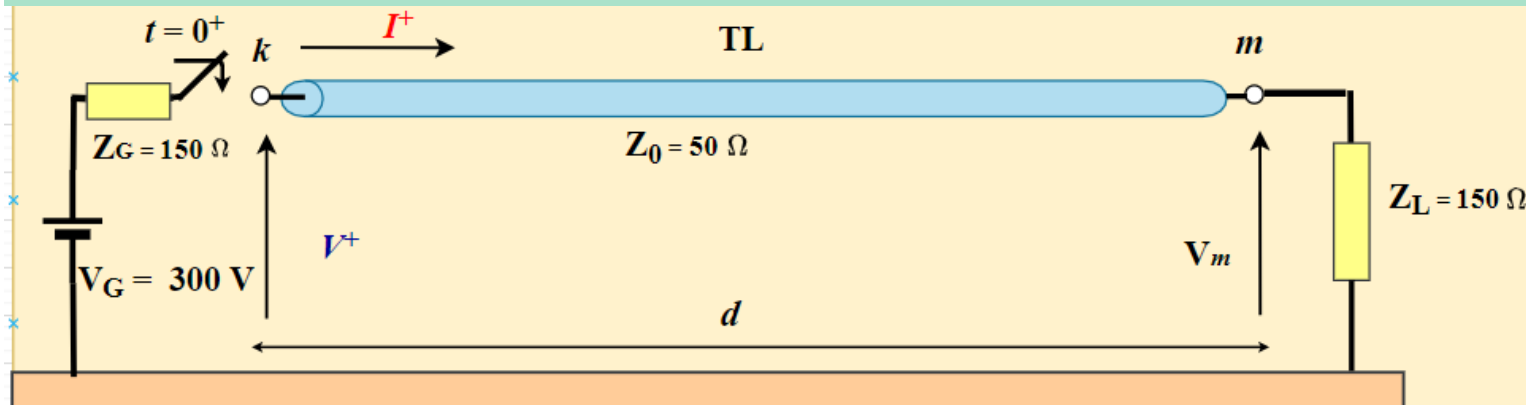 t = 0⁺
k
I⁺
TL
m
Z_G = 150 Ω
Z₀ = 50 Ω
Z_L = 150 Ω
V⁺
V_m
V_G = 300 V
d